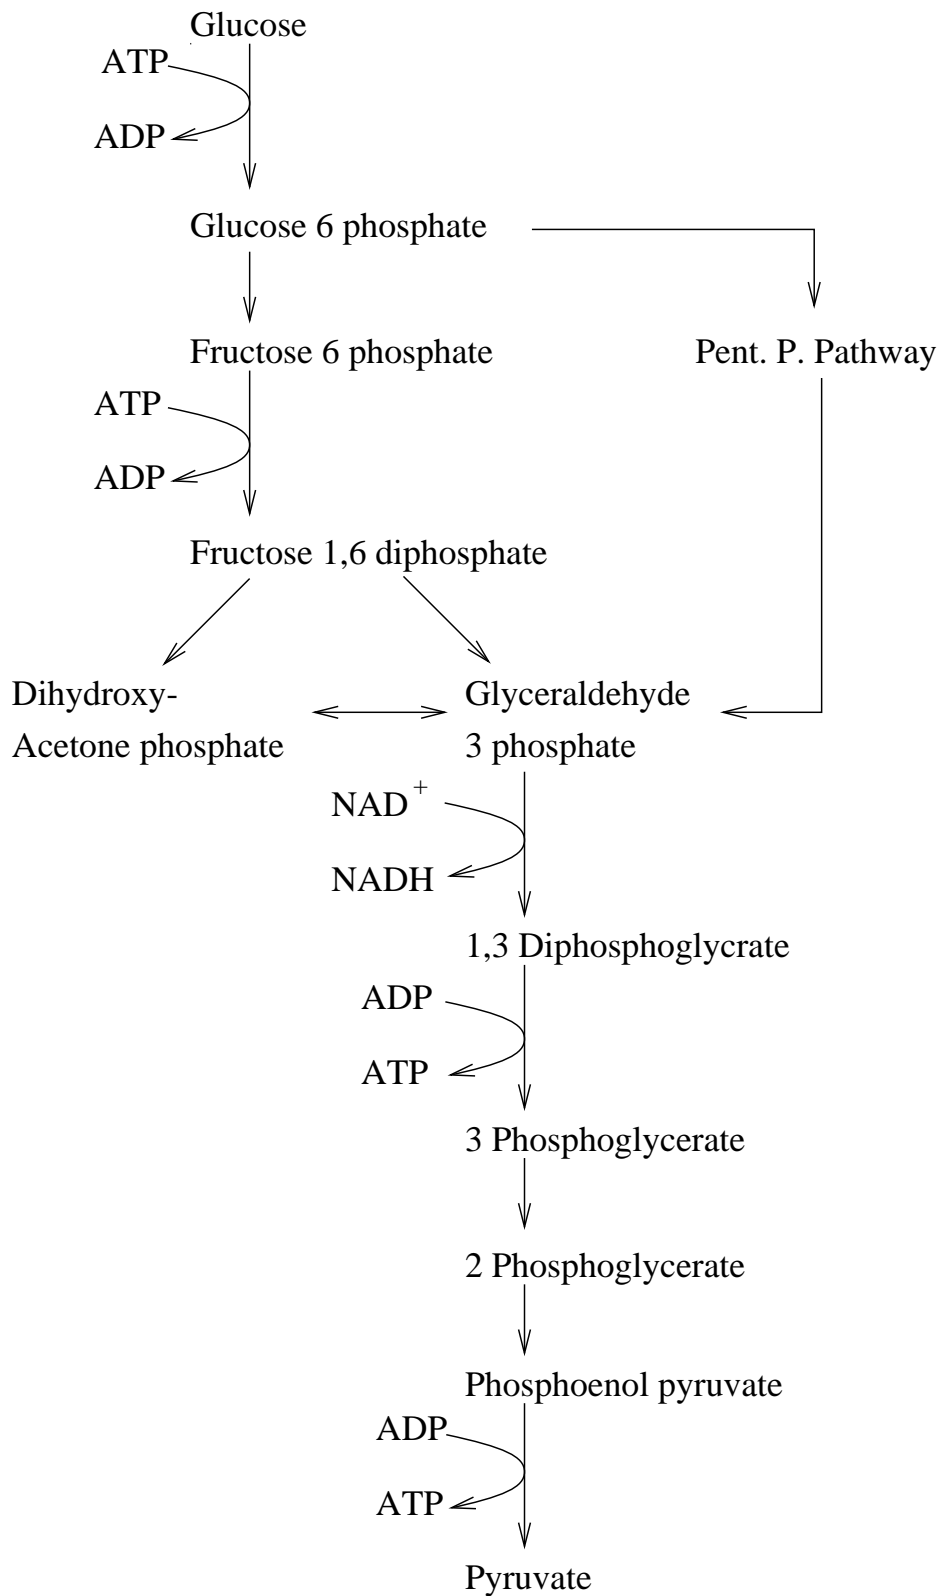 Glucose
ATP
ADP
Glucose 6 phosphate
Fructose 6 phosphate
Pent. P. Pathway
ATP
ADP
Fructose 1,6 diphosphate
Dihydroxy-
Acetone phosphate
Glyceraldehyde
3 phosphate
NAD+
NADH
1,3 Diphosphoglycrate
ADP
ATP
3 Phosphoglycerate
2 Phosphoglycerate
Phosphoenol pyruvate
ADP
ATP
Pyruvate